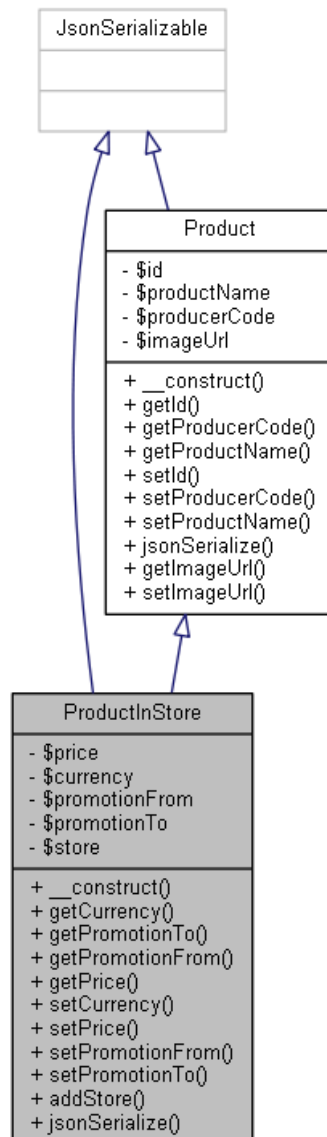 JsonSerializable
Product
- $id
- $productName
- $producerCode
- $imageUrl
+ __construct()
+ getId()
+ getProducerCode()
+ getProductName()
+ setId()
+ setProducerCode()
+ setProductName()
+ jsonSerialize()
+ getImageUrl()
+ setImageUrl()
ProductInStore
- $price
- $currency
- $promotionFrom
- $promotionTo
- $store
+ __construct()
+ getCurrency()
+ getPromotionTo()
+ getPromotionFrom()
+ getPrice()
+ setCurrency()
+ setPrice()
+ setPromotionFrom()
+ setPromotionTo()
+ addStore()
+ jsonSerialize()